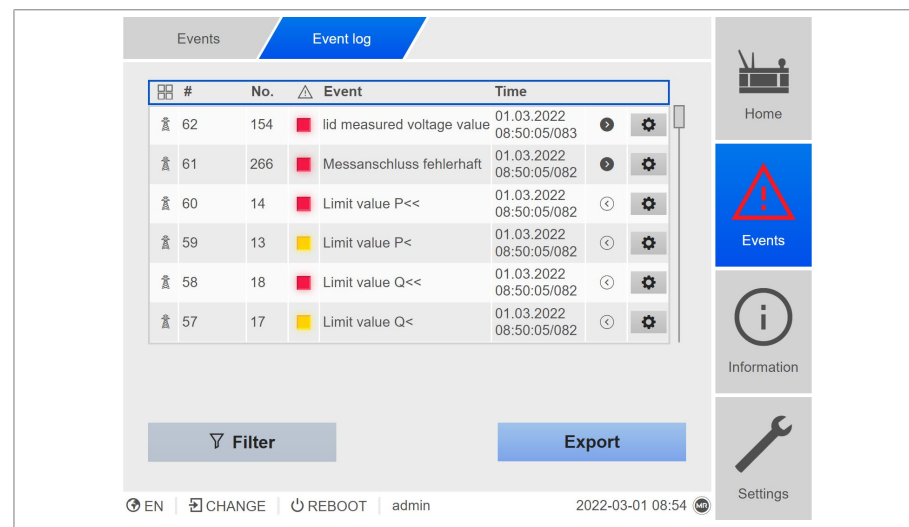 Events
Event log
# No. Event Time
62 154 lid measured voltage value 01.03.2022
08:50:05/083
61 266 Messanschluss fehlerhaft 01.03.2022
08:50:05/082
60 14 Limit value P<< 01.03.2022
08:50:05/082
59 13 Limit value P< 01.03.2022
08:50:05/082
58 18 Limit value Q<< 01.03.2022
08:50:05/082
57 17 Limit value Q< 01.03.2022
08:50:05/082
Filter
Export
EN CHANGE REBOOT admin 2022-03-01 08:54 MR
Home
Events
Information
Settings